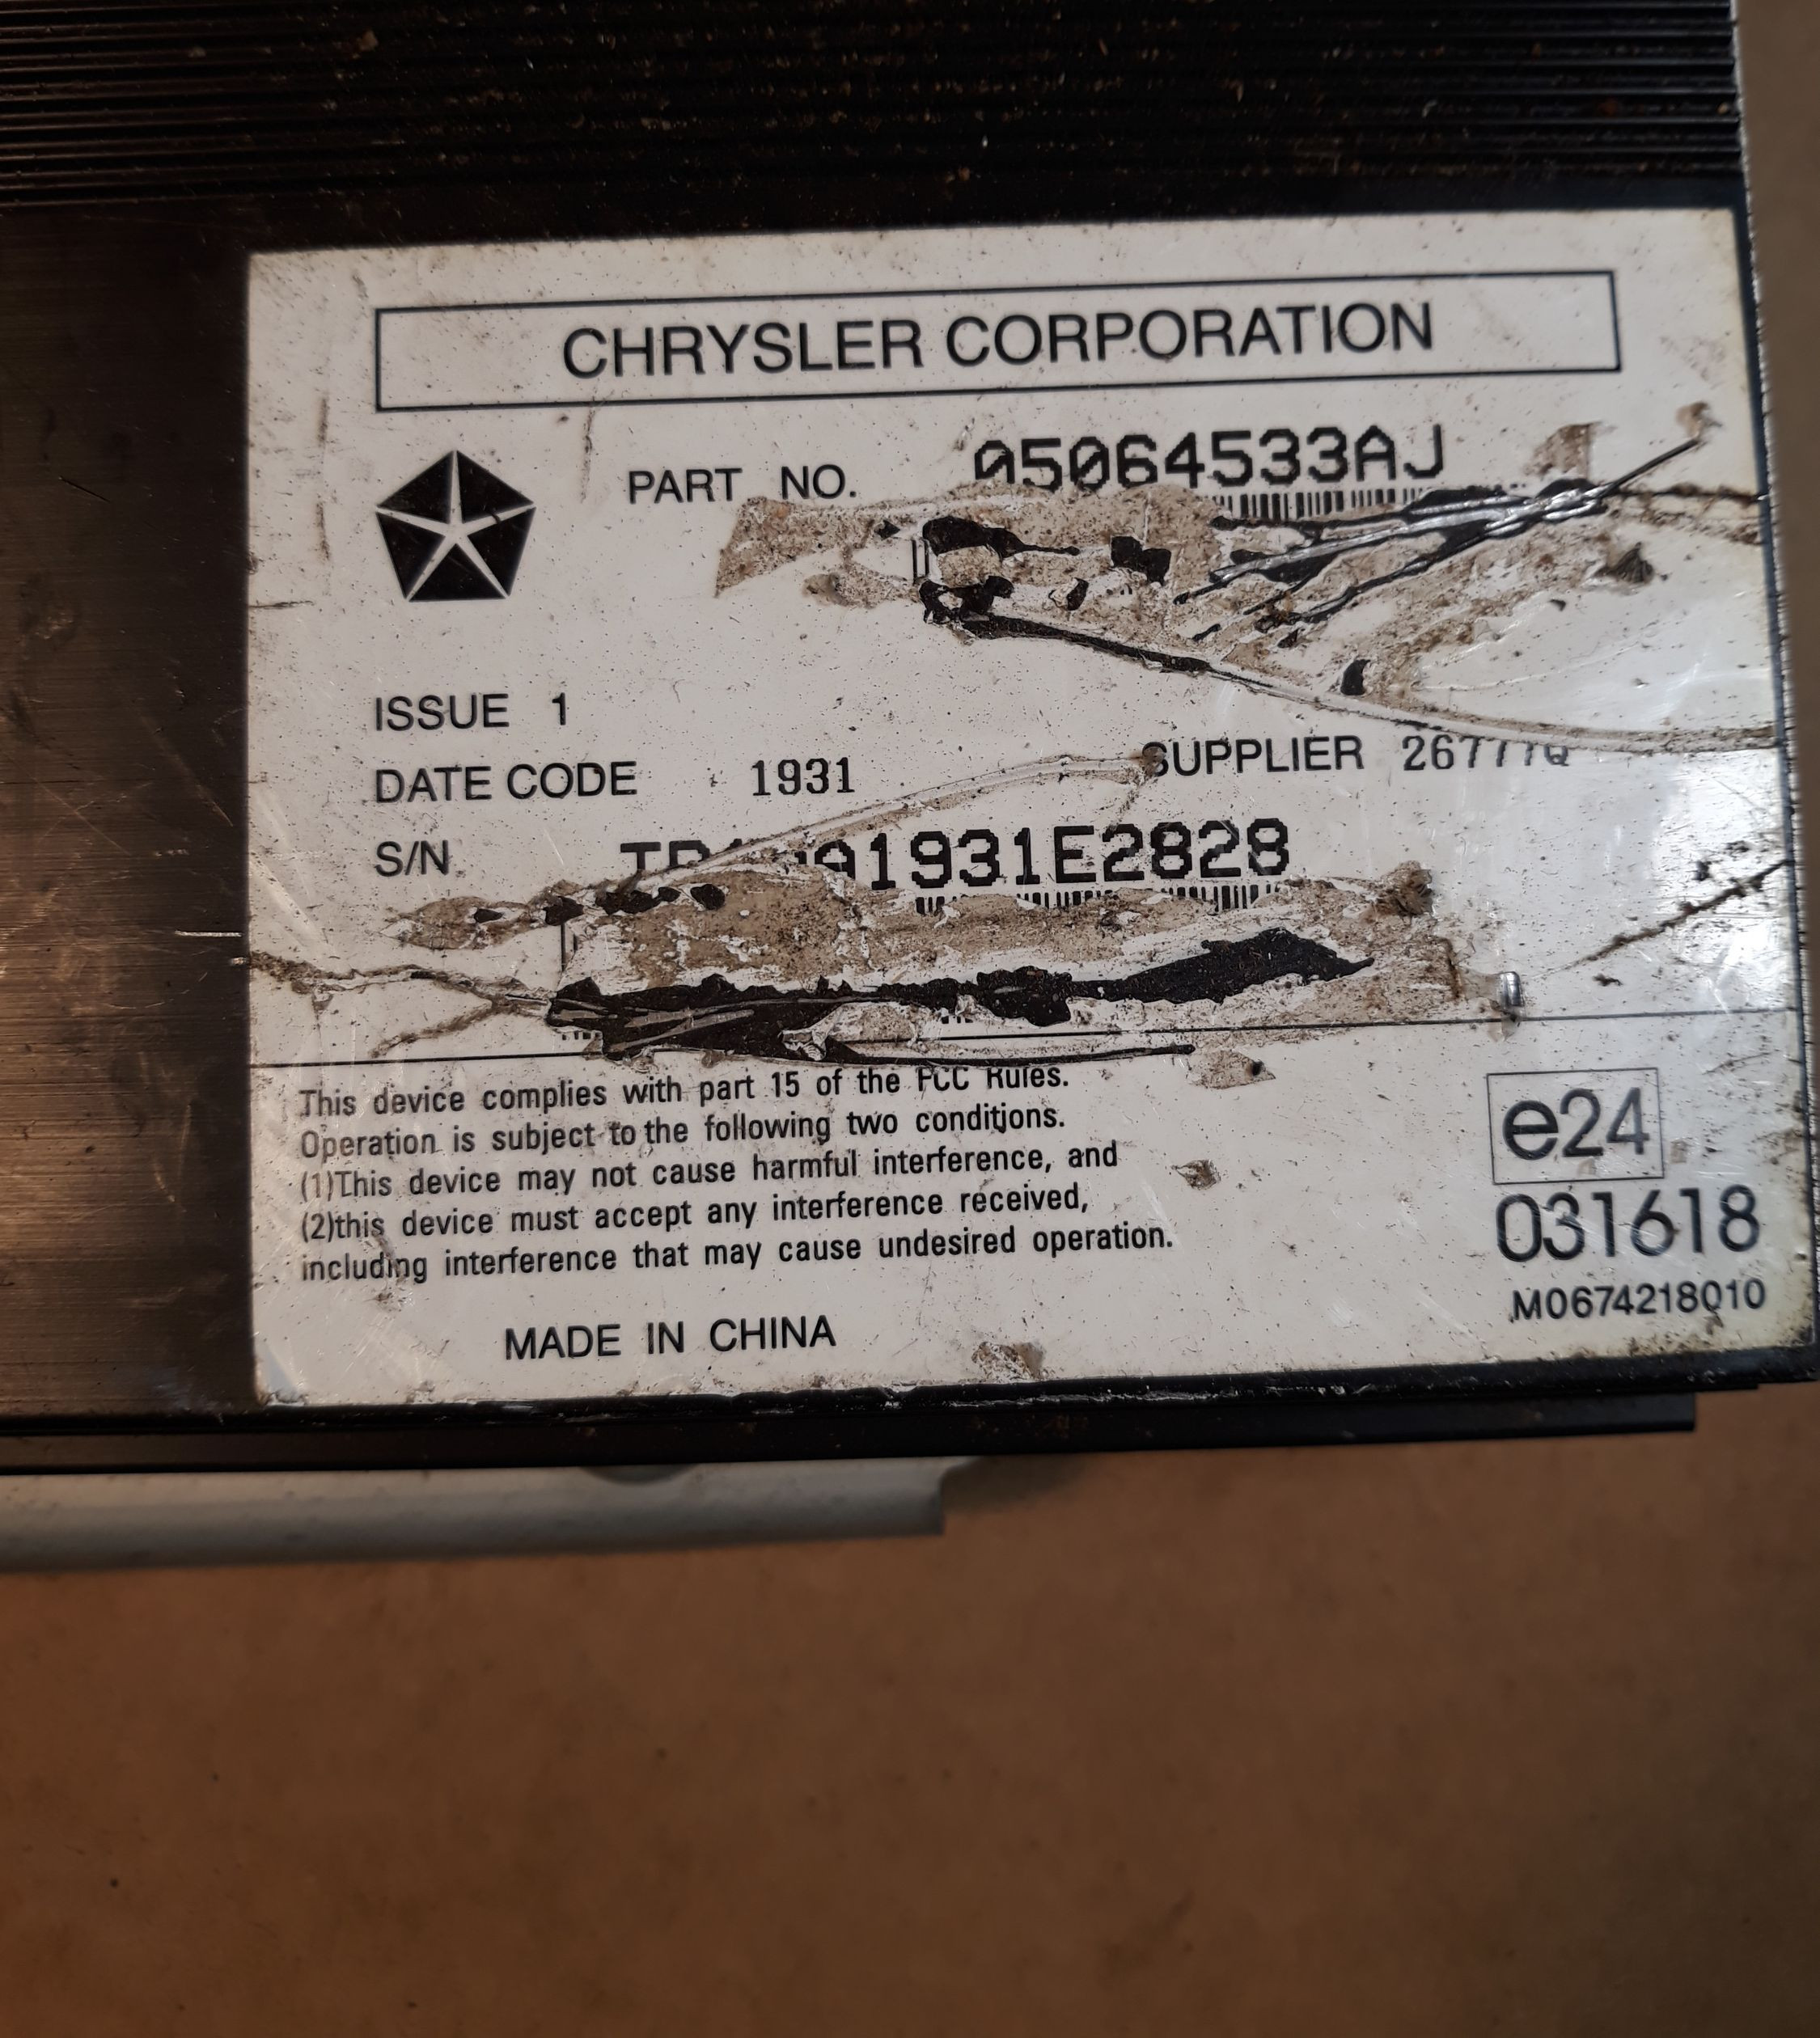 CHRYSLER CORPORATION
PART NO. 05064533AJ
ISSUE 1
DATE CODE 1931 SUPPLIER
S/N
This device complies with part 15 of the FCC Rules.
Operation is subject to the following two conditions.
(1)This device may not cause harmful interference, and
(2)this device must accept any interference received,
including interference that may cause undesired operation.
MADE IN CHINA
e24
031618
M0674218010